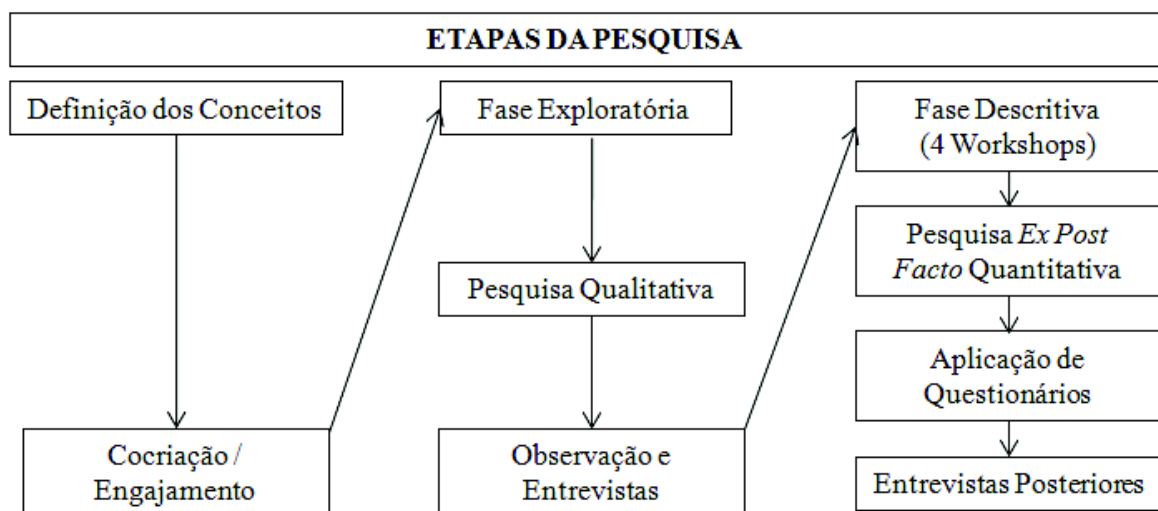 ETAPAS DA PESQUISA
Definição dos Conceitos
Cocriação /
Engajamento
Fase Exploratória
Pesquisa Qualitativa
Observação e
Entrevistas
Fase Descritiva
(4 Workshops)
Pesquisa Ex Post
Facto Quantitativa
Aplicação de
Questionários
Entrevistas Posteriores